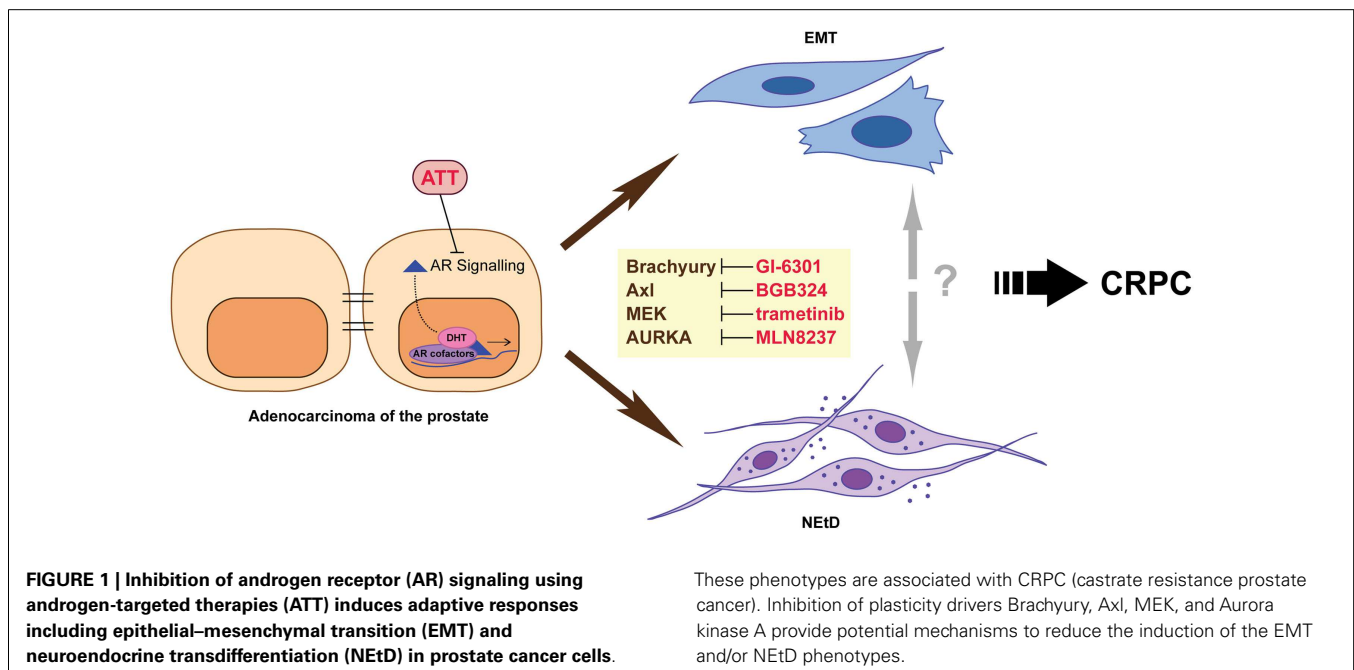 EMT
ATT
AR Signalling
DHT
AR cofactors
Adenocarcinoma of the prostate
Brachyury GI-6301
Axl BGB324
MEK trametinib
AURKA MLN8237
?
CRPC
NEtD
FIGURE 1 | Inhibition of androgen receptor (AR) signaling using
androgen-targeted therapies (ATT) induces adaptive responses
including epithelial–mesenchymal transition (EMT) and
neuroendocrine transdifferentiation (NEtD) in prostate cancer cells.
These phenotypes are associated with CRPC (castrate resistance prostate
cancer). Inhibition of plasticity drivers Brachyury, Axl, MEK, and Aurora
kinase A provide potential mechanisms to reduce the induction of the EMT
and/or NEtD phenotypes.